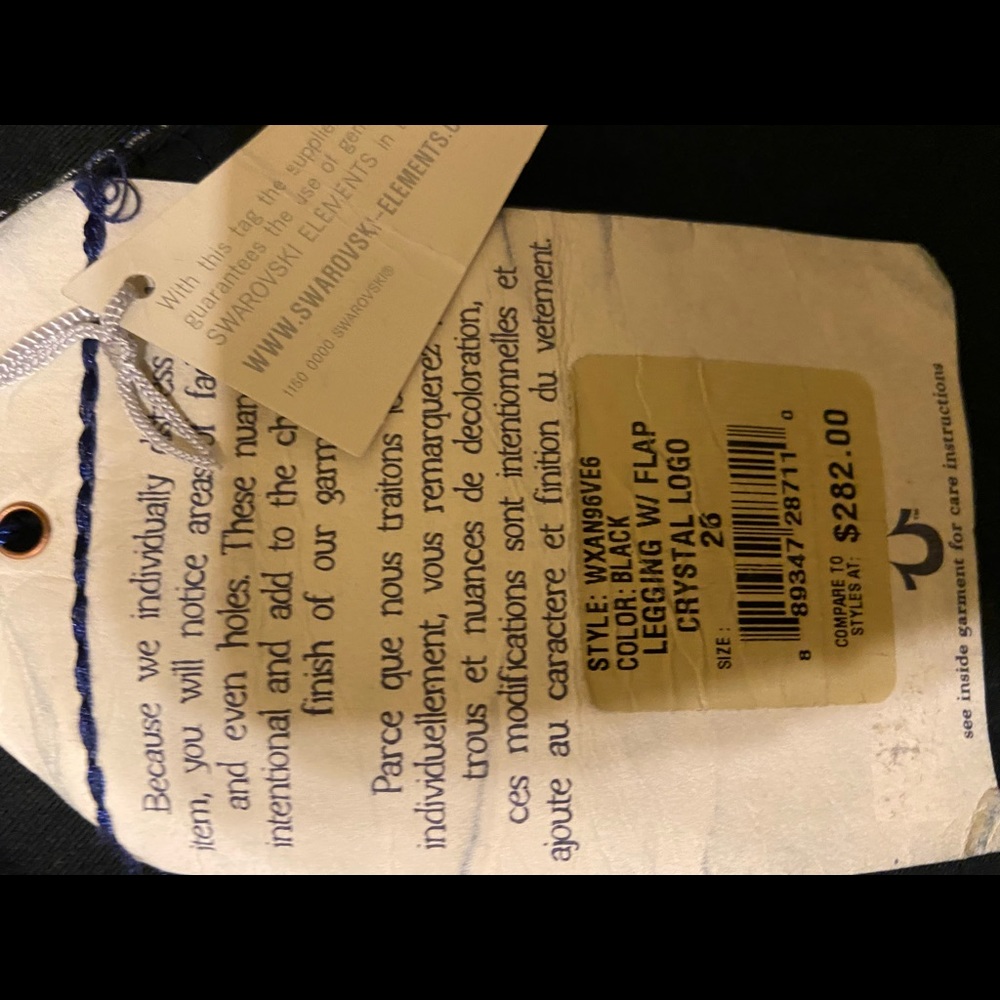 With this tag the supplie
guarantees the use of gen
SWAROVSKI ELEMENTS in
WWW.SWAROVSKI-ELEMENTS.C
1160 0000 SWAROVSKI®
Because we individually
item, you will notice areas of fa
and even holes. These nuan
intentional and add to the ch
finish of our garm
Parce que nous traitons
individuellement, vous remarquerez
trous et nuances de decoloration,
ces modifications sont intentionnelles et
ajoute au caractere et finition du vetement.
STYLE: WXAN96VE6
COLOR: BLACK
LEGGING W/ FLAP
CRYSTAL LOGO
SIZE: 26
8 89347 28711 0
COMPARE TO
STYLES AT: $282.00
see inside garment for care instructions